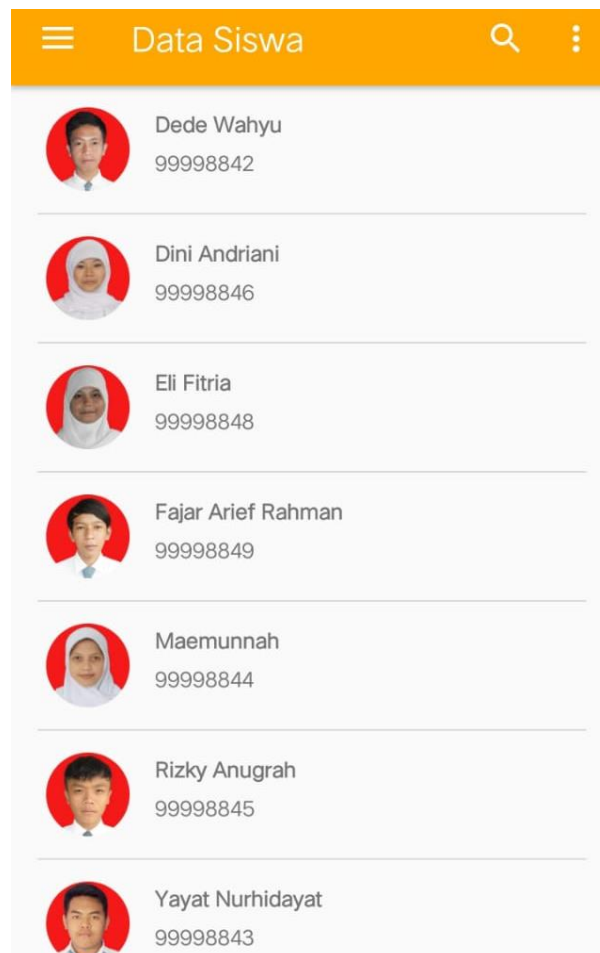 Data Siswa
Dede Wahyu
99998842
Dini Andriani
99998846
Eli Fitria
99998848
Fajar Arief Rahman
99998849
Maemunnah
99998844
Rizky Anugrah
99998845
Yayat Nurhidayat
99998843